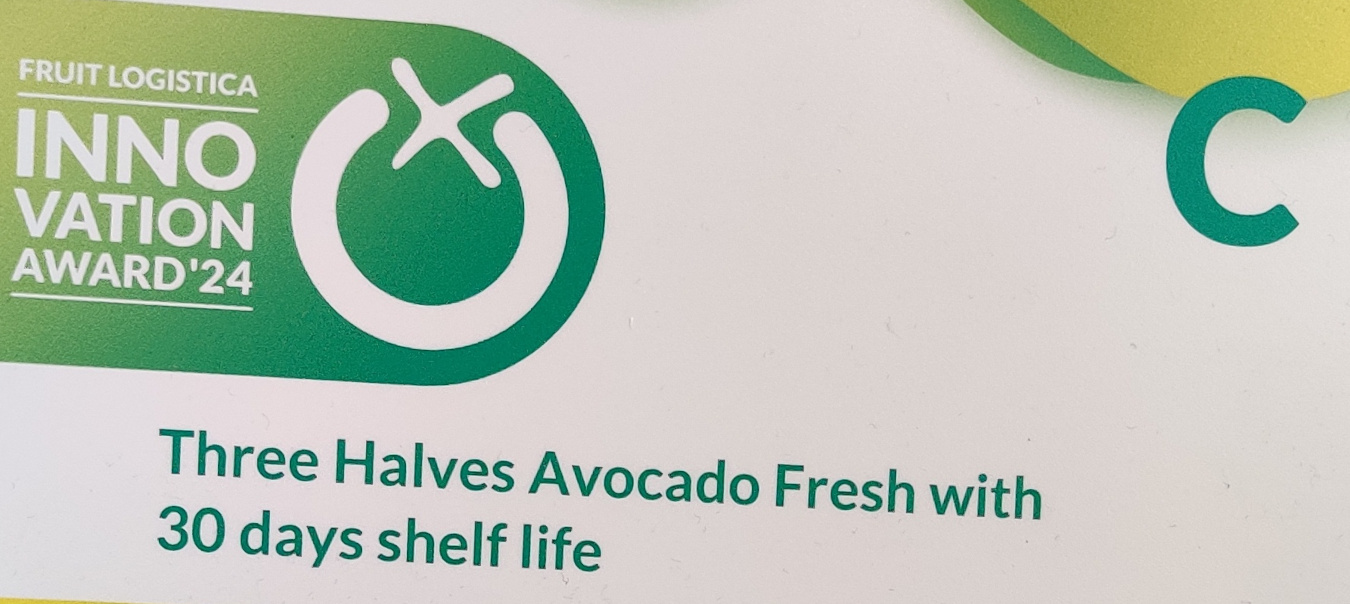 FRUIT LOGISTICA
INNO
VATION
AWARD'24
C
Three Halves Avocado Fresh with
30 days shelf life